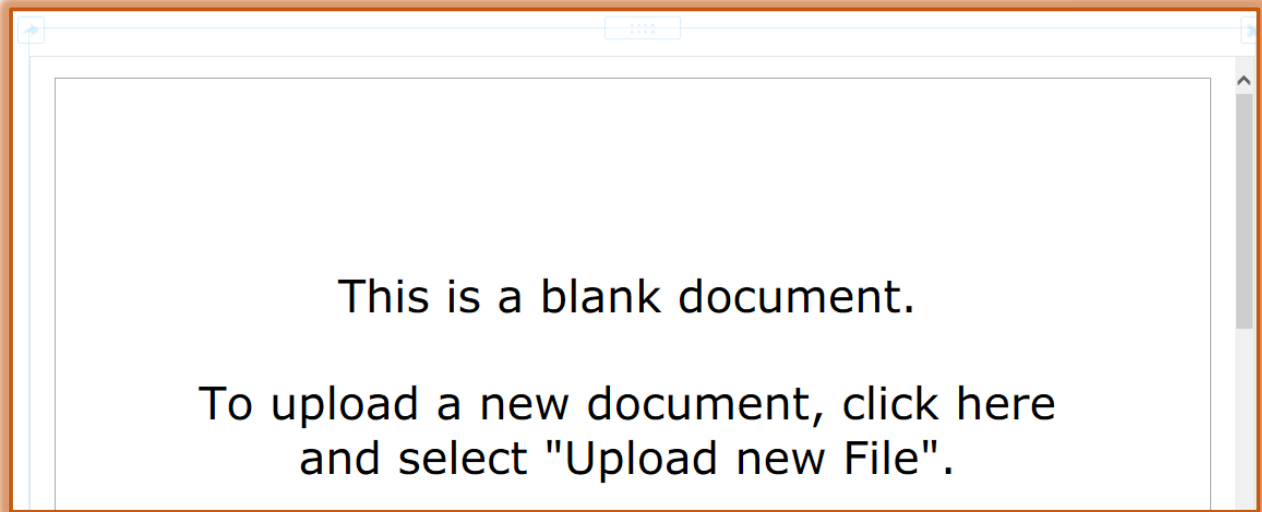 This is a blank document.
To upload a new document, click here
and select "Upload new File".